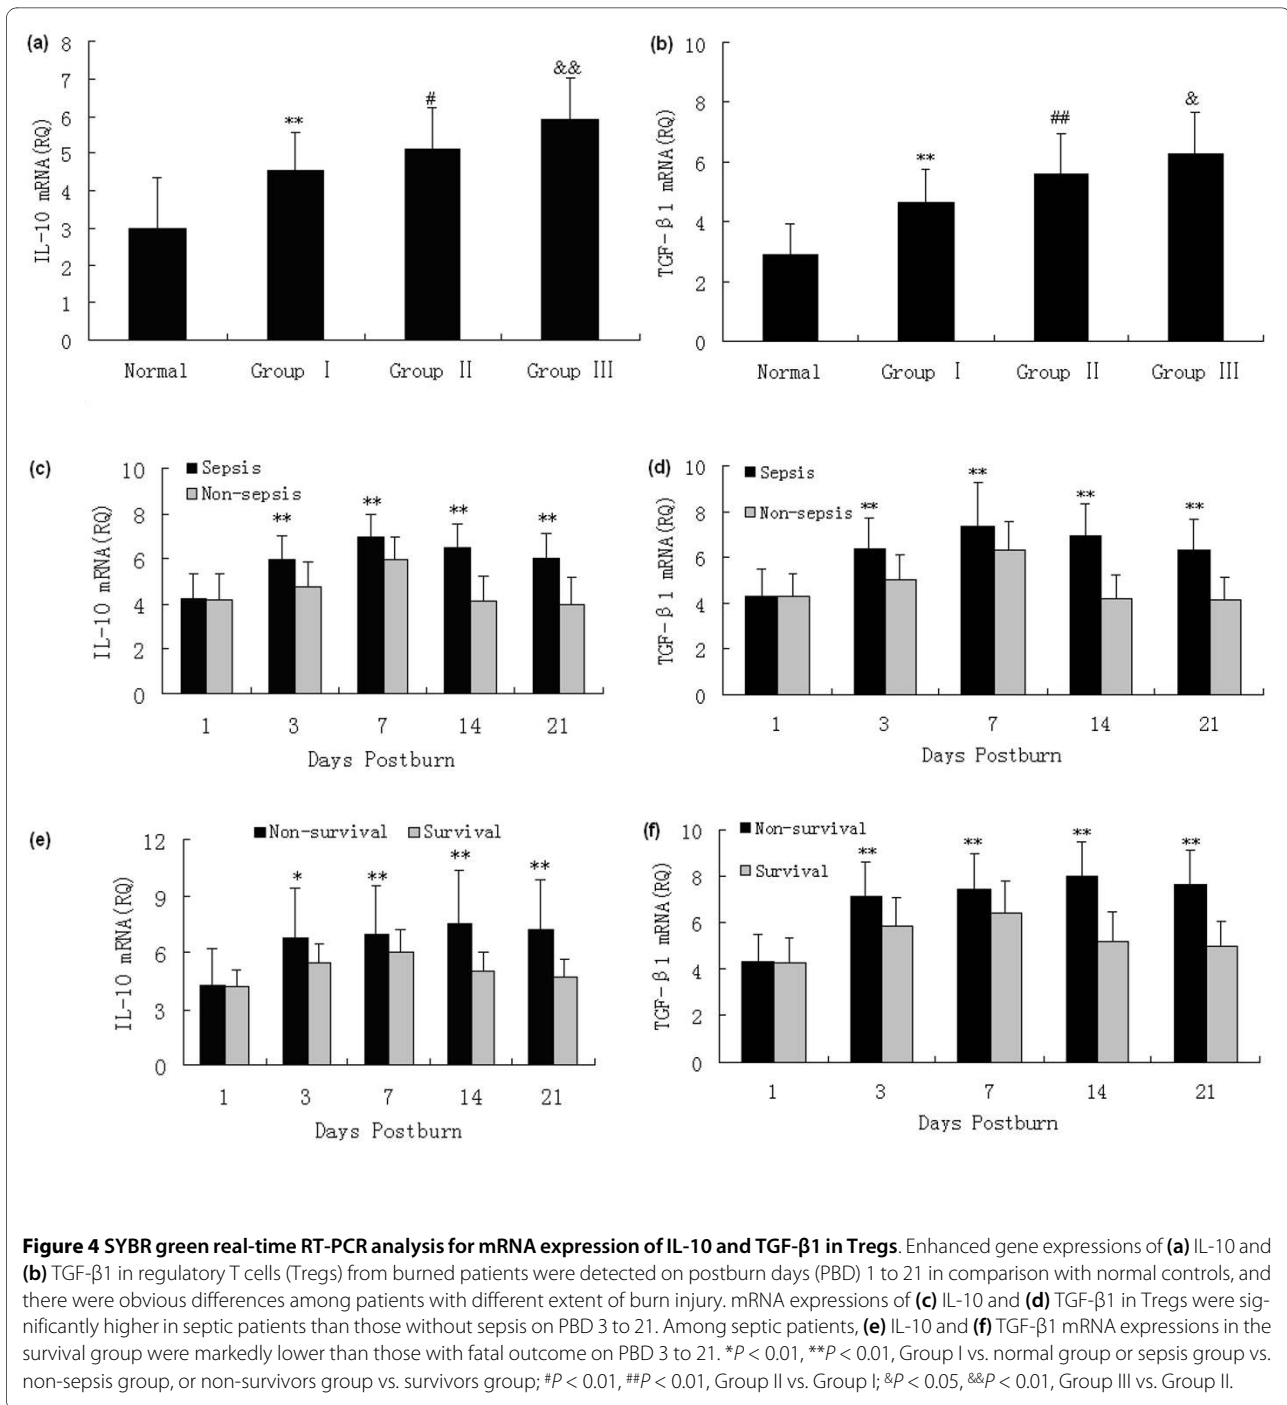 (a)
8
7
6
5
4
3
2
1
0
IL-10 mRNA(RQ)
**
#
&&
Normal Group I Group II Group III
(b)
10
8
6
4
2
0
TGF-β1 mRNA(RQ)
**
##
&
Normal Group I Group II Group III
(c)
10
8
6
4
2
0
IL-10 mRNA(RQ)
Sepsis
Non-sepsis
** ** ** **
1 3 7 14 21
Days Postburn
(d)
10
8
6
4
2
0
TGF-β1 mRNA(RQ)
Sepsis
Non-sepsis
** ** ** **
1 3 7 14 21
Days Postburn
(e)
12
9
6
3
0
IL-10 mRNA(RQ)
Non-survival Survival
* ** ** **
1 3 7 14 21
Days Postburn
(f)
10
8
6
4
2
0
TGF-β1 mRNA(RQ)
Non-survival
Survival
** ** ** **
1 3 7 14 21
Days Postburn
Figure 4 SYBR green real-time RT-PCR analysis for mRNA expression of IL-10 and TGF-β1 in Tregs. Enhanced gene expressions of (a) IL-10 and
(b) TGF-β1 in regulatory T cells (Tregs) from burned patients were detected on postburn days (PBD) 1 to 21 in comparison with normal controls, and
there were obvious differences among patients with different extent of burn injury. mRNA expressions of (c) IL-10 and (d) TGF-β1 in Tregs were sig-
nificantly higher in septic patients than those without sepsis on PBD 3 to 21. Among septic patients, (e) IL-10 and (f) TGF-β1 mRNA expressions in the
survival group were markedly lower than those with fatal outcome on PBD 3 to 21. *P < 0.01, **P < 0.01, Group I vs. normal group or sepsis group vs.
non-sepsis group, or non-survivors group vs. survivors group; #P < 0.01, ##P < 0.01, Group II vs. Group I; &P < 0.05, &&P < 0.01, Group III vs. Group II.